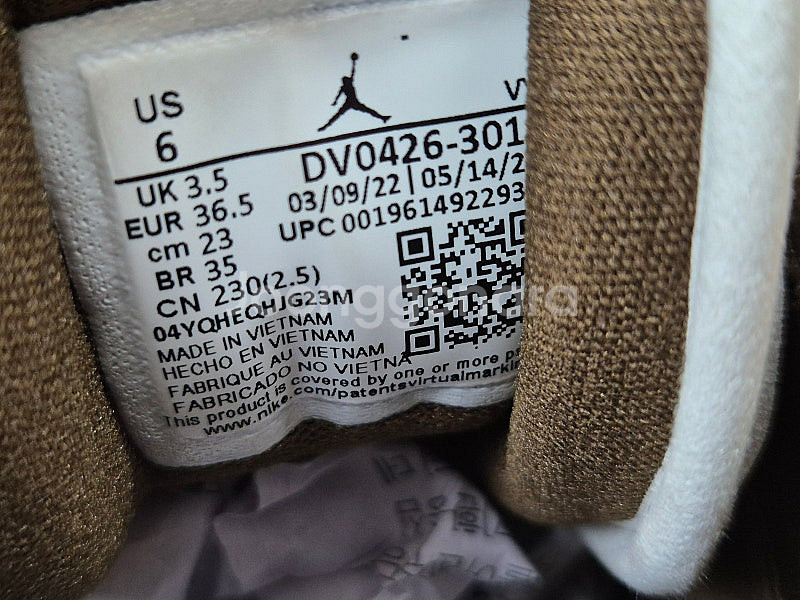 US
6
DV0426-301
UK 3.5
03/09/22 | 05/14/2
EUR 36.5
UPC 001961492293
cm 23
BR 35
CN 230(2.5)
04YQHEQHJG23M
MADE IN VIETNAM
HECHO EN VIETNAM
FABRIQUE AU VIETNAM
FABRICADO NO VIETNA
This product is covered by one or more
www.nike.com/patentsvirtualmarki